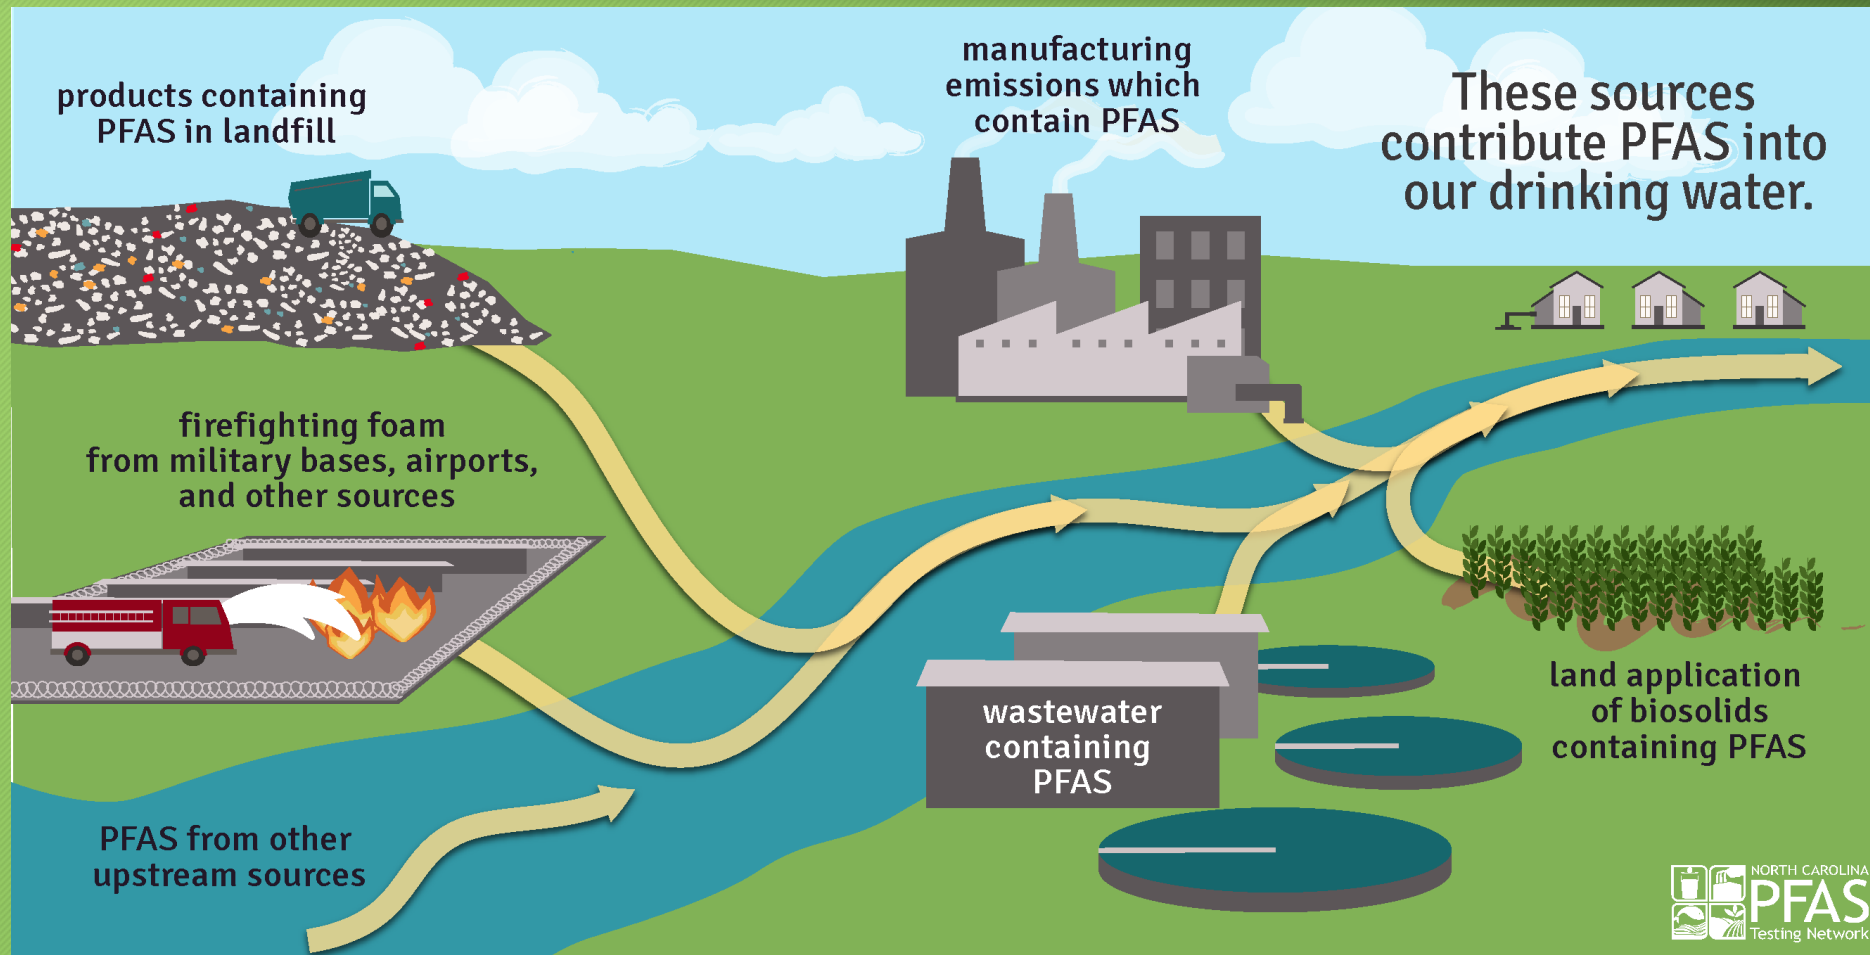 products containing
PFAS in landfill
manufacturing
emissions which
contain PFAS
These sources
contribute PFAS into
our drinking water.
firefighting foam
from military bases, airports,
and other sources
wastewater
containing
PFAS
land application
of biosolids
containing PFAS
PFAS from other
upstream sources
NORTH CAROLINA
PFAS
Testing Network